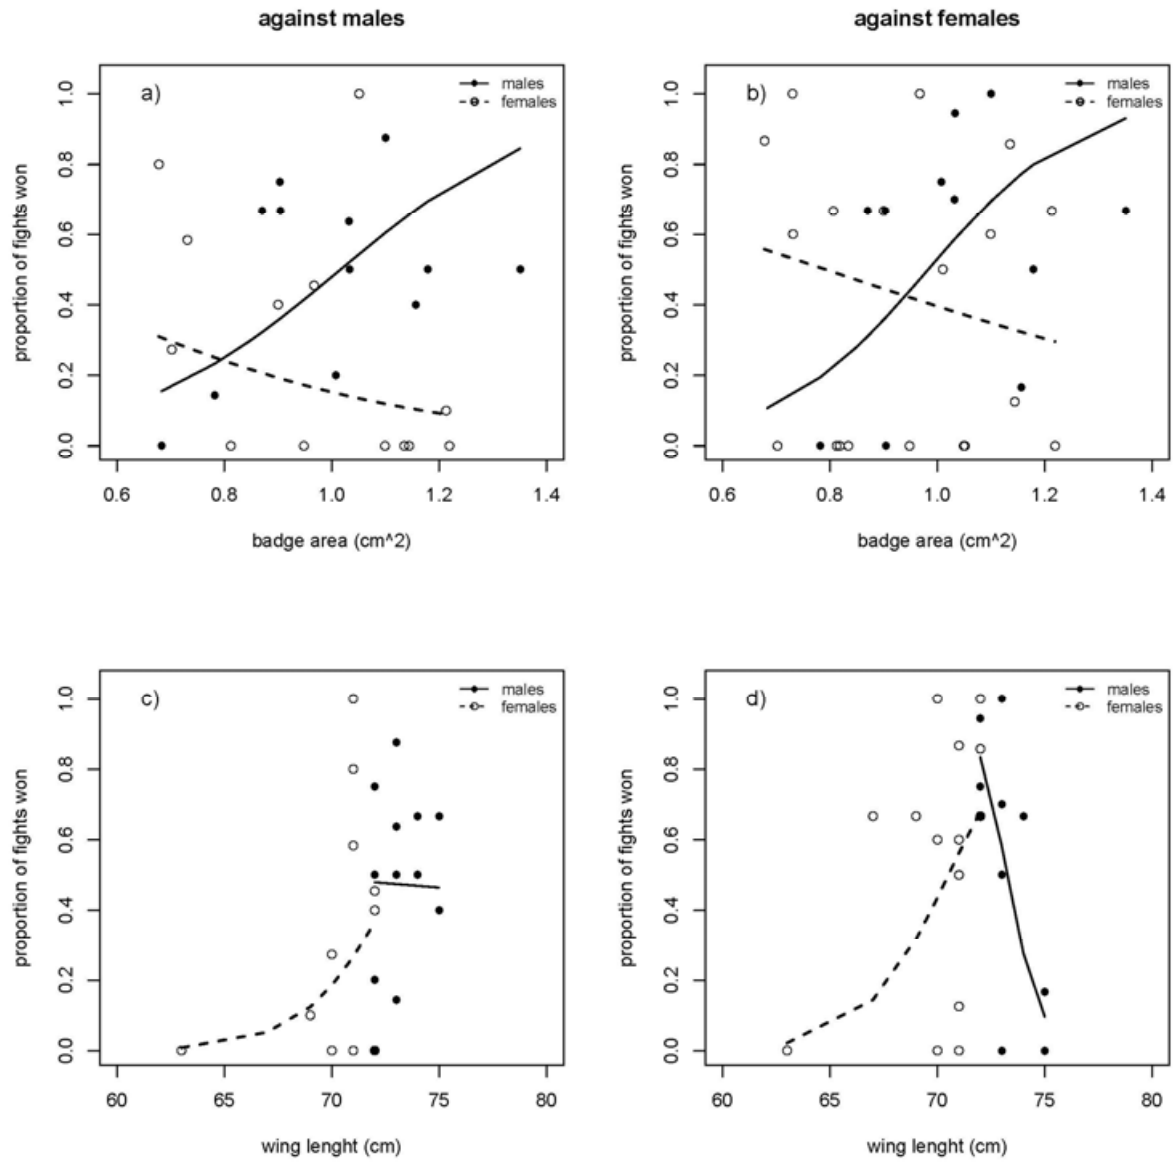 against males
against females
a)
males
females
proportion of fights won
0.0 0.2 0.4 0.6 0.8 1.0
0.6 0.8 1.0 1.2 1.4
badge area (cm^2)
b)
males
females
proportion of fights won
0.0 0.2 0.4 0.6 0.8 1.0
0.6 0.8 1.0 1.2 1.4
badge area (cm^2)
c)
males
females
proportion of fights won
0.0 0.2 0.4 0.6 0.8 1.0
60 65 70 75 80
wing lenght (cm)
d)
males
females
proportion of fights won
0.0 0.2 0.4 0.6 0.8 1.0
60 65 70 75 80
wing lenght (cm)